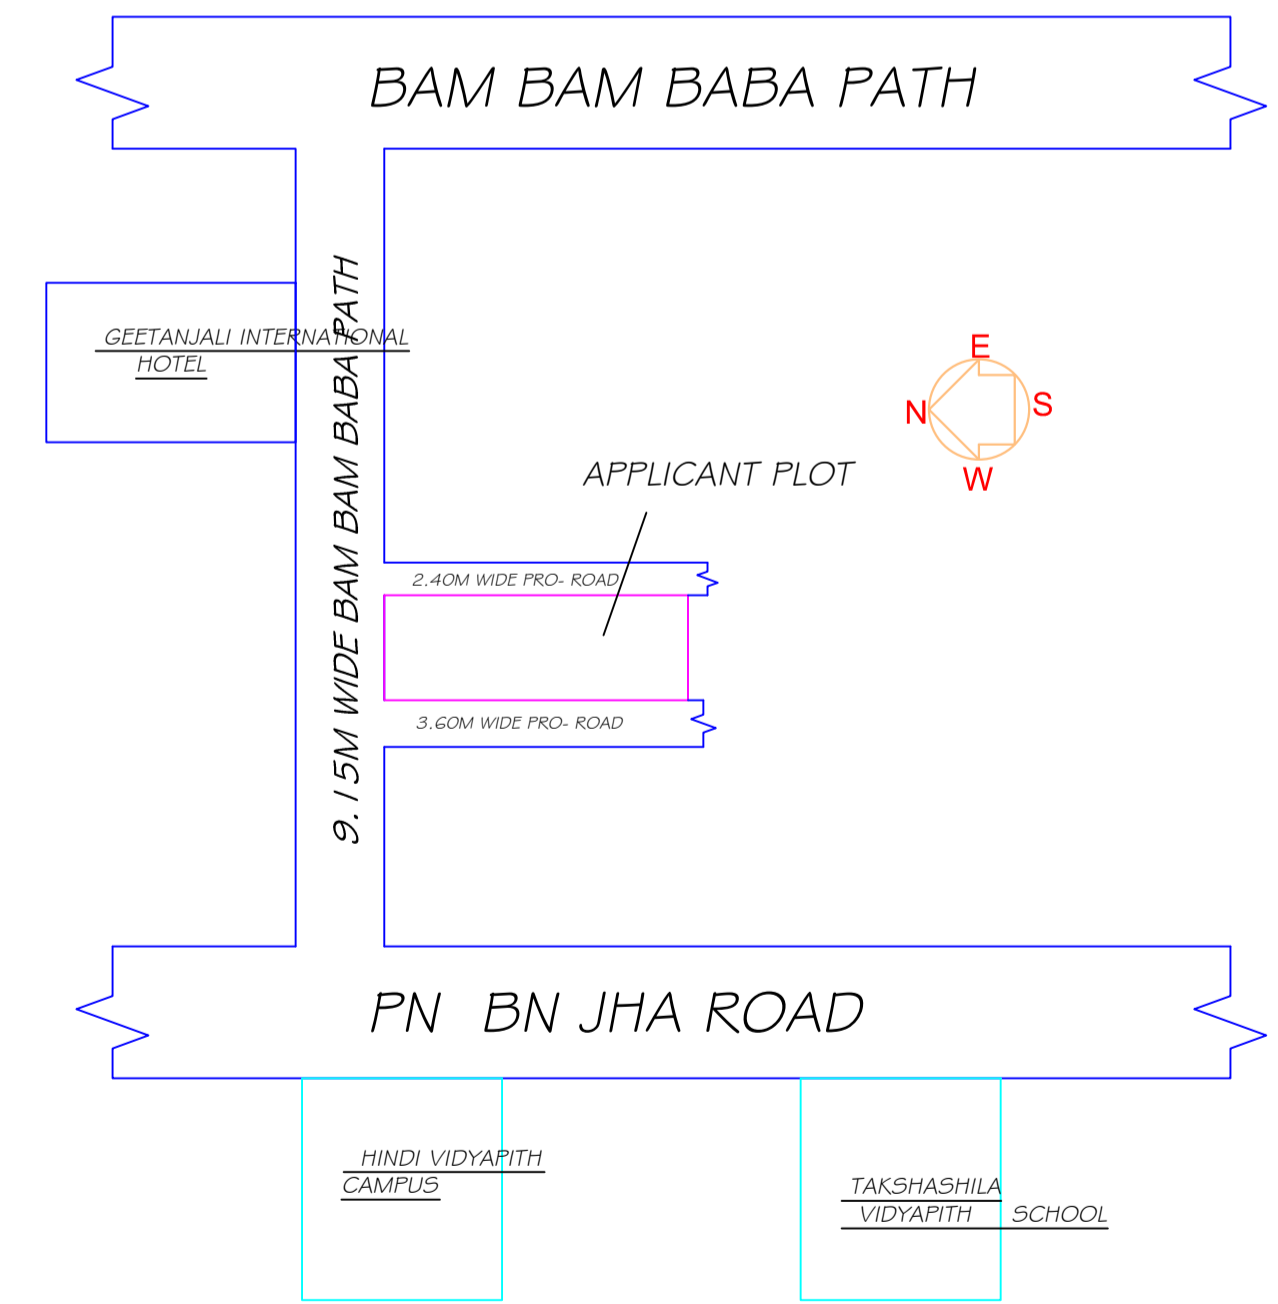 BAM BAM BABA PATH
GEETANJALI INTERNATIONAL
HOTEL
9.15M WIDE BAM BAM BABA PATH
E
N
S
W
APPLICANT PLOT
2.40M WIDE PRO- ROAD
3.60M WIDE PRO- ROAD
PN BN JHA ROAD
HINDI VIDYAPITH
CAMPUS
TAKSHASHILA
VIDYAPITH SCHOOL